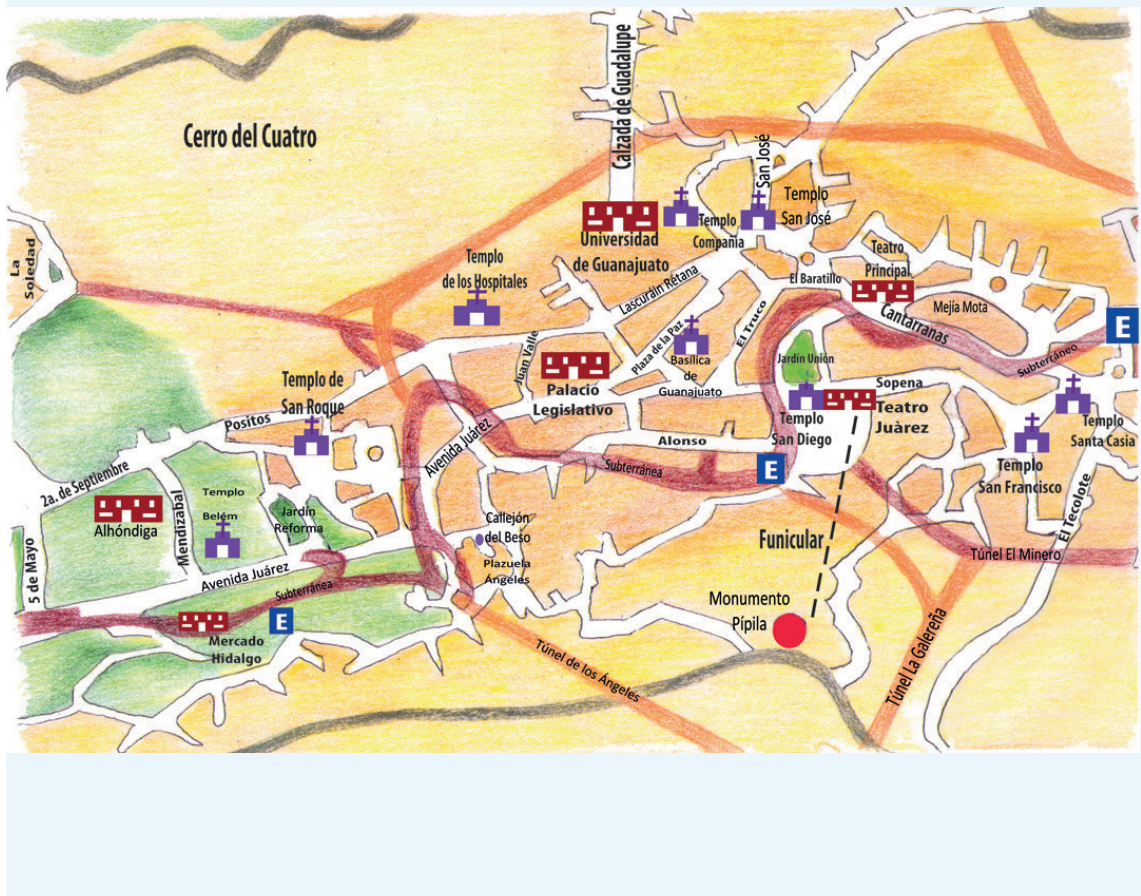 Calzada de Guadalupe
Cerro del Cuatro
San José
Templo
San José
Templo
Compañia
Universidad
de Guanajuato
La
Soledad
Templo
de los Hospitales
Lascuráin Rétana
El Baratillo
Teatro
Principal
Mejía Mota
Cantarranas
Subterráneo
E
Juan Valle
Plaza de la Paz
El Truco
Basílica
de
Guanajuato
Jardín Unión
Palació
Legislativo
Templo de
San Roque
Positos
Avenida Juárez
Alonso
Subterránea
E
Templo
San Diego
Sopena
Teatro
Juàrez
Templo
San Francisco
Templo
Santa Casia
El Tecolote
2a. de Septiembre
Alhóndiga
Mendizabal
Templo
Belém
Jardín
Reforma
5 de Mayo
Avenida Juárez
Subterránea
Mercado
Hidalgo
E
Callejón
del Beso
Plazuela
Ángeles
Funicular
Monumento
Pípila
Túnel El Minero
Túnel La Galereña
Túnel de los Ángeles